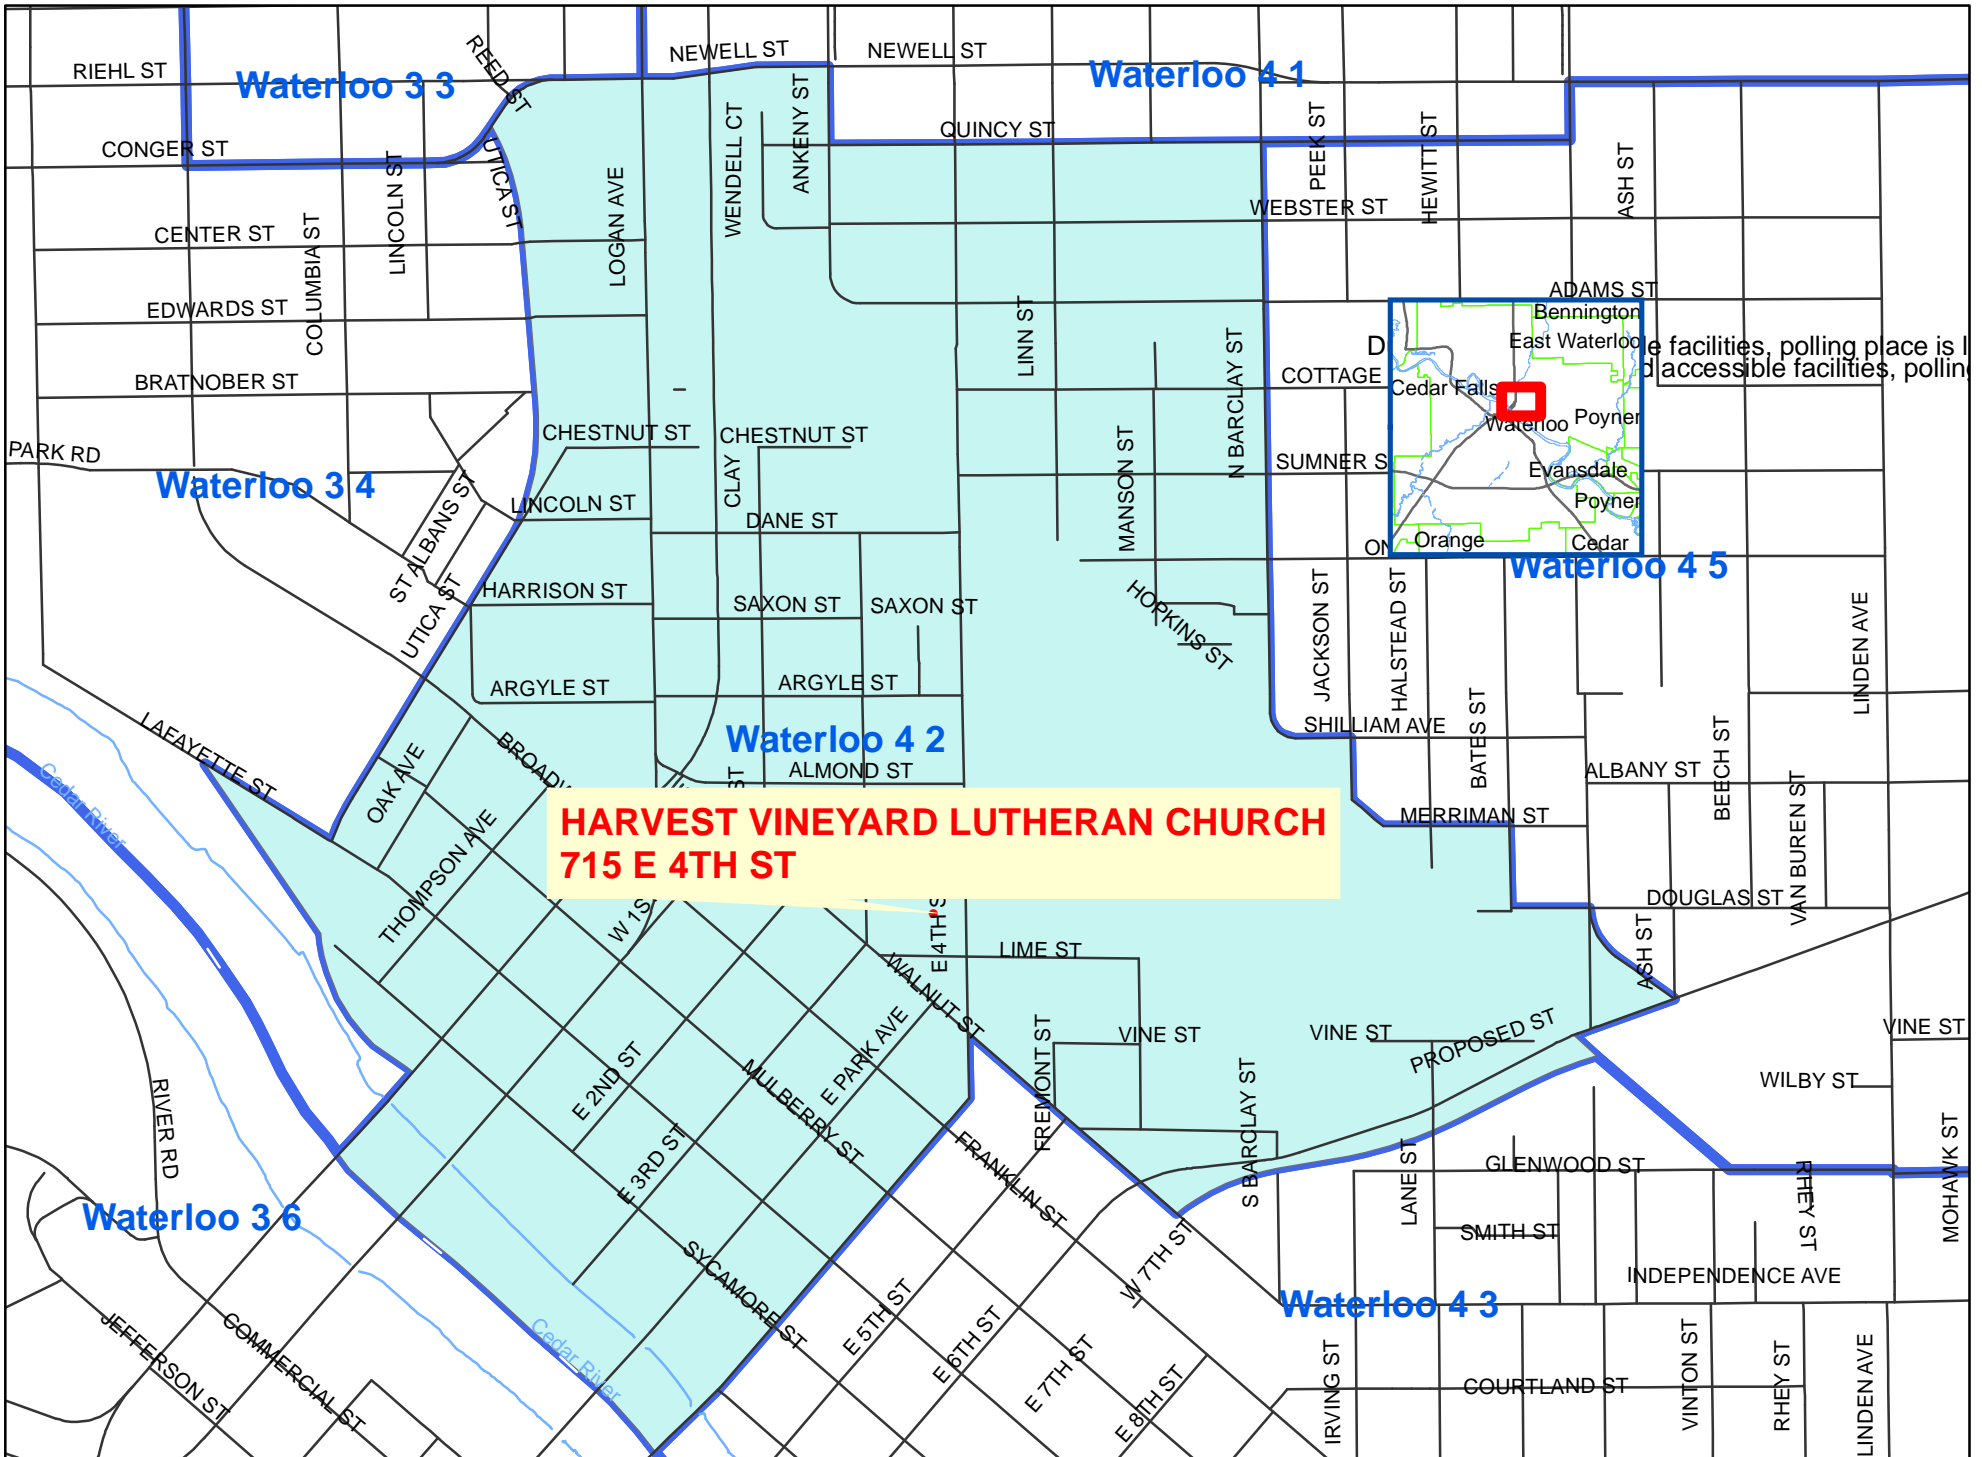 NEWELL ST
NEWELL ST
REED ST
RIEHL ST
Waterloo 3 3
Waterloo 4 1
ANKENY ST
WENDELL CT
QUINCY ST
PEEK ST
HEWITT ST
ASH ST
CONGER ST
UTICA ST
LINCOLN ST
LOGAN AVE
WEBSTER ST
CENTER ST
COLUMBIA ST
EDWARDS ST
ADAMS ST
Bennington
East Waterloo
le facilities, polling place is l
d accessible facilities, polling
Cedar Falls
Waterloo
Poyner
Evansdale
Poyner
Orange
Cedar
LINN ST
N BARCLAY ST
COTTAGE
BRATNOBER ST
CHESTNUT ST
CHESTNUT ST
PARK RD
SUMNER S
Waterloo 3 4
CLAY
MANSON ST
LINCOLN ST
DANE ST
ST ALBANS ST
ON
Waterloo 4 5
HARRISON ST
SAXON ST
SAXON ST
UTICA ST
HOPKINS ST
JACKSON ST
HALSTEAD ST
LINDEN AVE
ARGYLE ST
ARGYLE ST
LAFAYETTE ST
SHILLIAM AVE
BATES ST
BEECH ST
Waterloo 4 2
BROADW
OAK AVE
ST
ALMOND ST
ALBANY ST
VAN BUREN ST
Cedar River
HARVEST VINEYARD LUTHERAN CHURCH
715 E 4TH ST
MERRIMAN ST
THOMPSON AVE
W 1S
E 4TH S
DOUGLAS ST
LIME ST
ASH ST
WALNUT ST
VINE ST
VINE ST
PROPOSED ST
VINE ST
E 2ND ST
MULBERRY ST
E PARK AVE
FREMONT ST
S BARCLAY ST
WILBY ST
RIVER RD
E 3RD ST
FRANKLIN ST
LANE ST
GLENWOOD ST
RHEY ST
MOHAWK ST
Waterloo 3 6
SMITH ST
SYCAMORE ST
W 7TH ST
INDEPENDENCE AVE
Waterloo 4 3
JEFFERSON ST
COMMERCIAL ST
Cedar River
E 5TH ST
E 6TH ST
E 7TH ST
E 8TH ST
IRVING ST
COURTLAND ST
VINTON ST
RHEY ST
LINDEN AVE